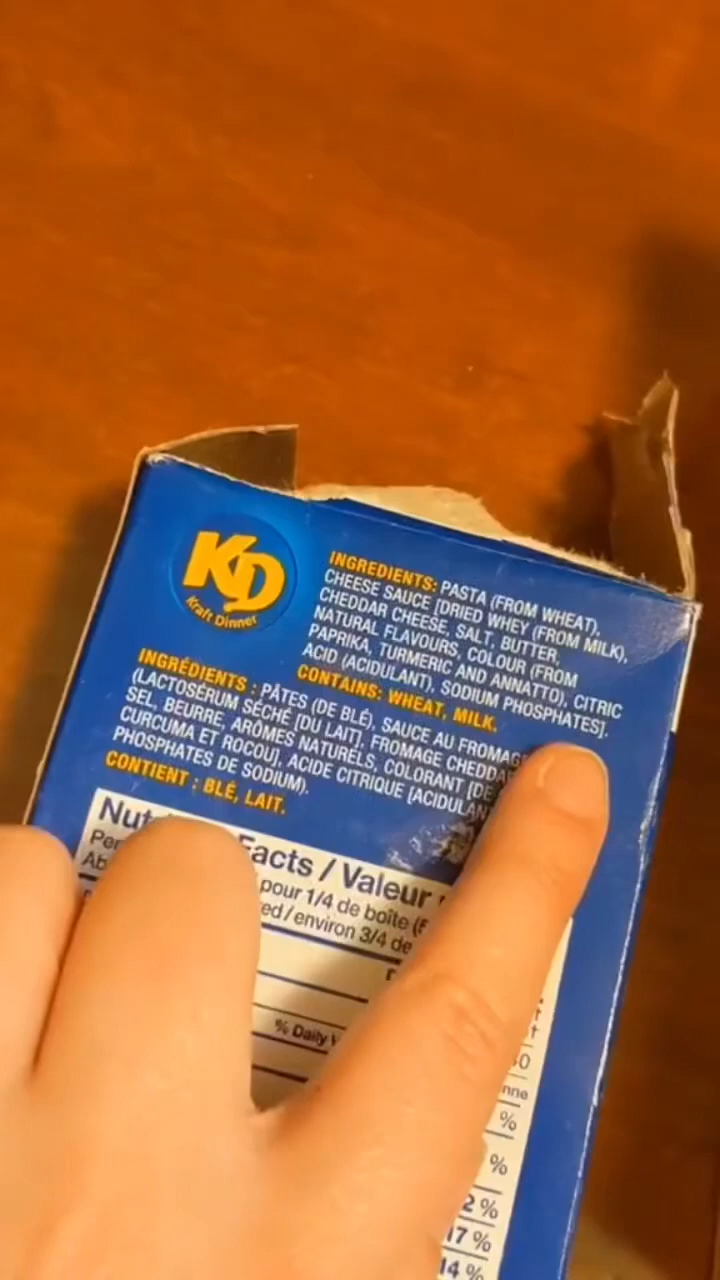 KD
Kraft Dinner
INGREDIENTS: PASTA (FROM WHEAT),
CHEESE SAUCE [DRIED WHEY (FROM MILK),
CHEDDAR CHEESE, SALT, BUTTER,
NATURAL FLAVOURS, COLOUR (FROM
PAPRIKA, TURMERIC AND ANNATTO), CITRIC
ACID (ACIDULANT), SODIUM PHOSPHATES].
CONTAINS: WHEAT, MILK.
INGRÉDIENTS : PÂTES (DE BLÉ), SAUCE AU FROMAGE
(LACTOSÉRUM SÉCHÉ [DU LAIT], FROMAGE CHEDDAR
SEL, BEURRE, ARÔMES NATURELS, COLORANT [DE
CURCUMA ET ROCOU], ACIDE CITRIQUE [ACIDULAN
PHOSPHATES DE SODIUM).
CONTIENT : BLÉ, LAIT.
Facts / Valeur
pour 1/4 de boîte
/ environ 3/4 de
% Daily
%
%
2 %
17 %
14 %